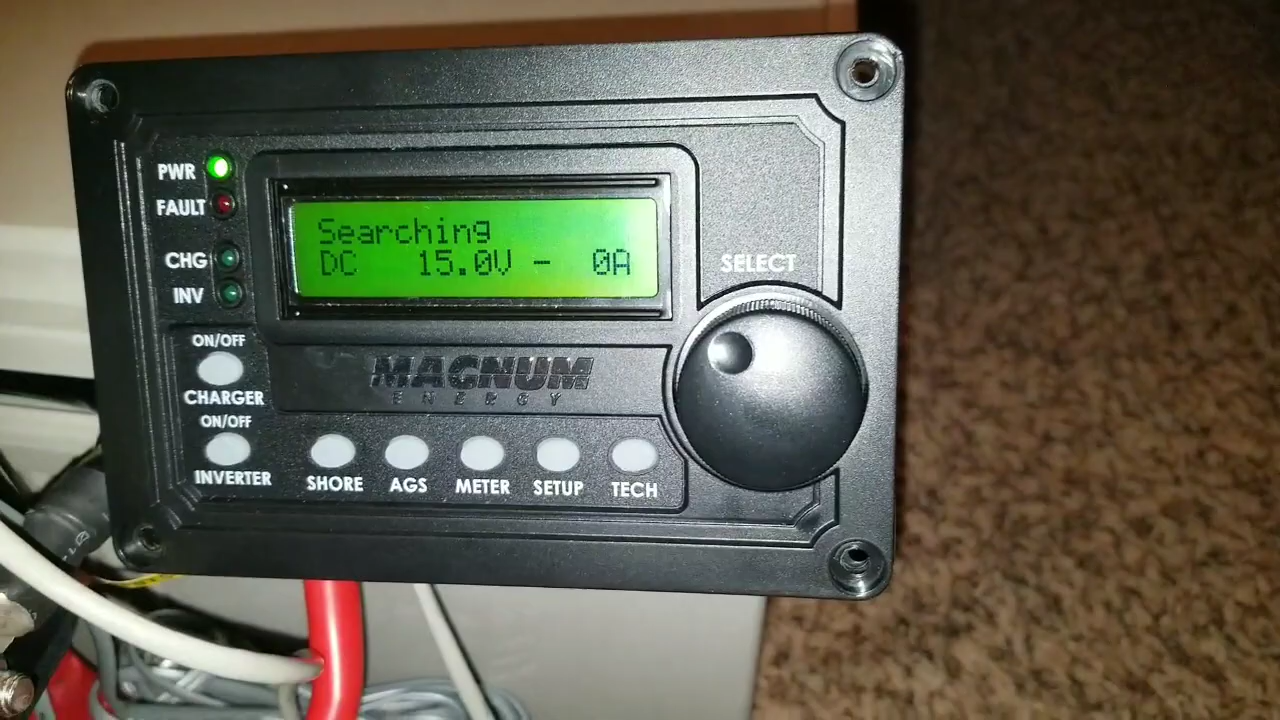 PWR
FAULT
CHG
INV
Searching
DC 15.0V - 0A
SELECT
ON/OFF
CHARGER
ON/OFF
INVERTER
MAGNUM
ENERGY
SHORE AGS METER SETUP TECH